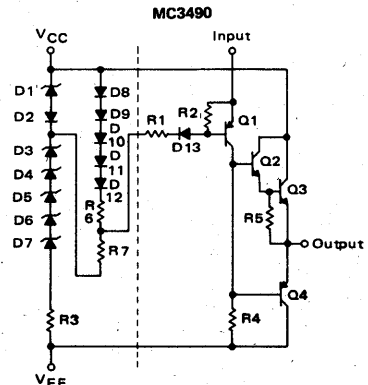 MC3490
VCC
Input
D1
D8
D2
D9
R1
R2
Q1
D
10
D13
Q2
D3
D
11
D4
D
12
Q3
D5
R
6
R5
D6
D7
R7
Output
Q4
R3
R4
VEE